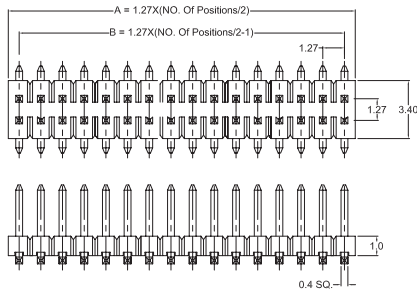 A = 1.27X(NO. Of Positions/2)
B = 1.27X(NO. Of Positions/2-1)
1.27
1.27
3.40
1.0
0.4 SQ.